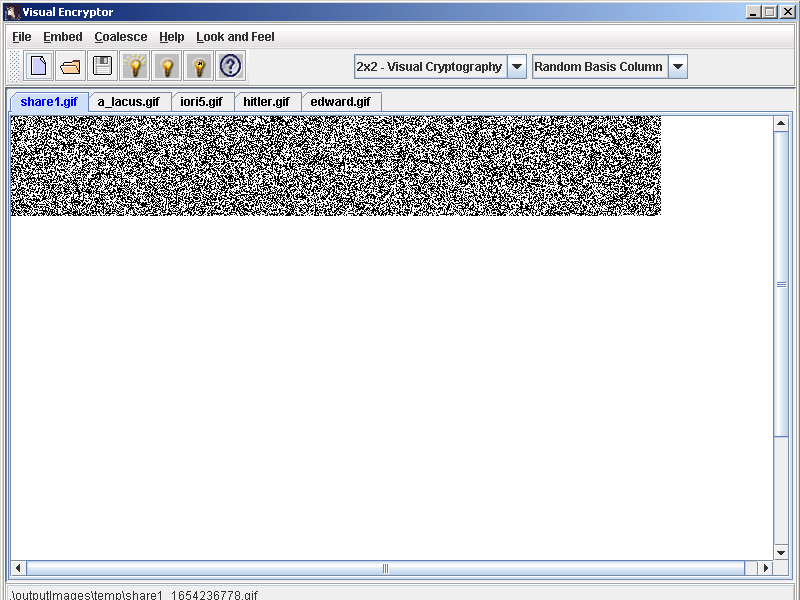 Visual Encryptor
File Embed Coalesce Help Look and Feel
2x2 - Visual Cryptography Random Basis Column
share1.gif a_lacus.gif iori5.gif hitler.gif edward.gif
.\outputImages\temp\share1_1654236778.gif